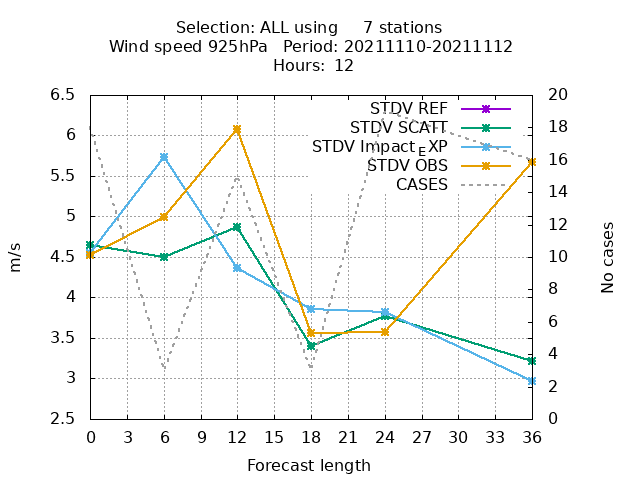 Selection: ALL using     7 stations
Wind speed 925hPa   Period: 20211110-20211112
Hours: 12
STDV REF
STDV SCATT
STDV Impact_EXP
STDV OBS
CASES
6.5
6
5.5
5
4.5
4
3.5
3
2.5
20
18
16
14
12
10
8
6
4
2
0
m/s
No cases
0 3 6 9 12 15 18 21 24 27 30 33 36
Forecast length